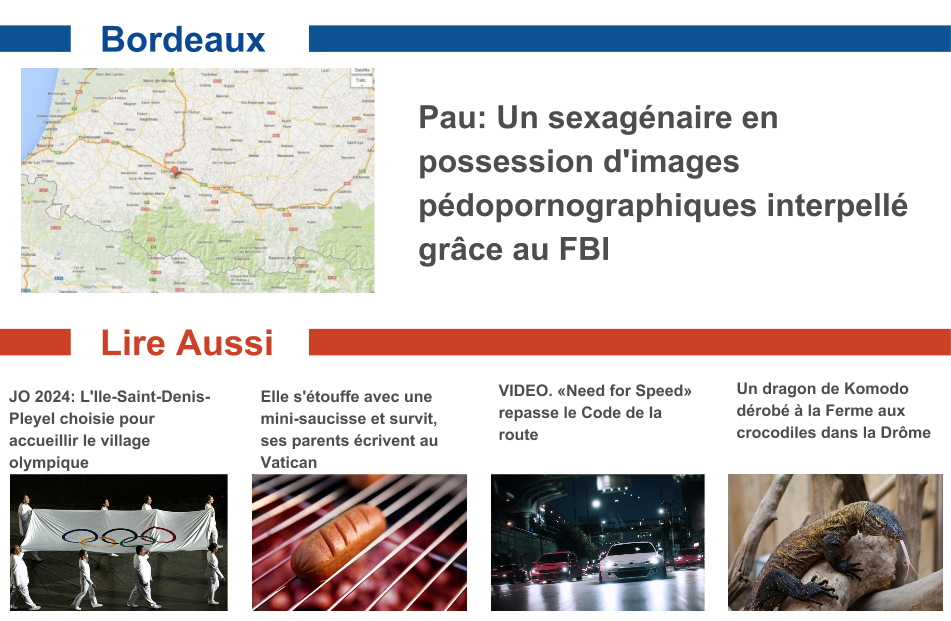 Bordeaux
Pau: Un sexagénaire en
possession d'images
pédopornographiques interpellé
grâce au FBI
Lire Aussi
JO 2024: L'Ile-Saint-Denis-
Pleyel choisie pour
accueillir le village
olympique
Elle s'étouffe avec une
mini-saucisse et survit,
ses parents écrivent au
Vatican
VIDEO. «Need for Speed»
repasse le Code de la
route
Un dragon de Komodo
dérobé à la Ferme aux
crocodiles dans la Drôme